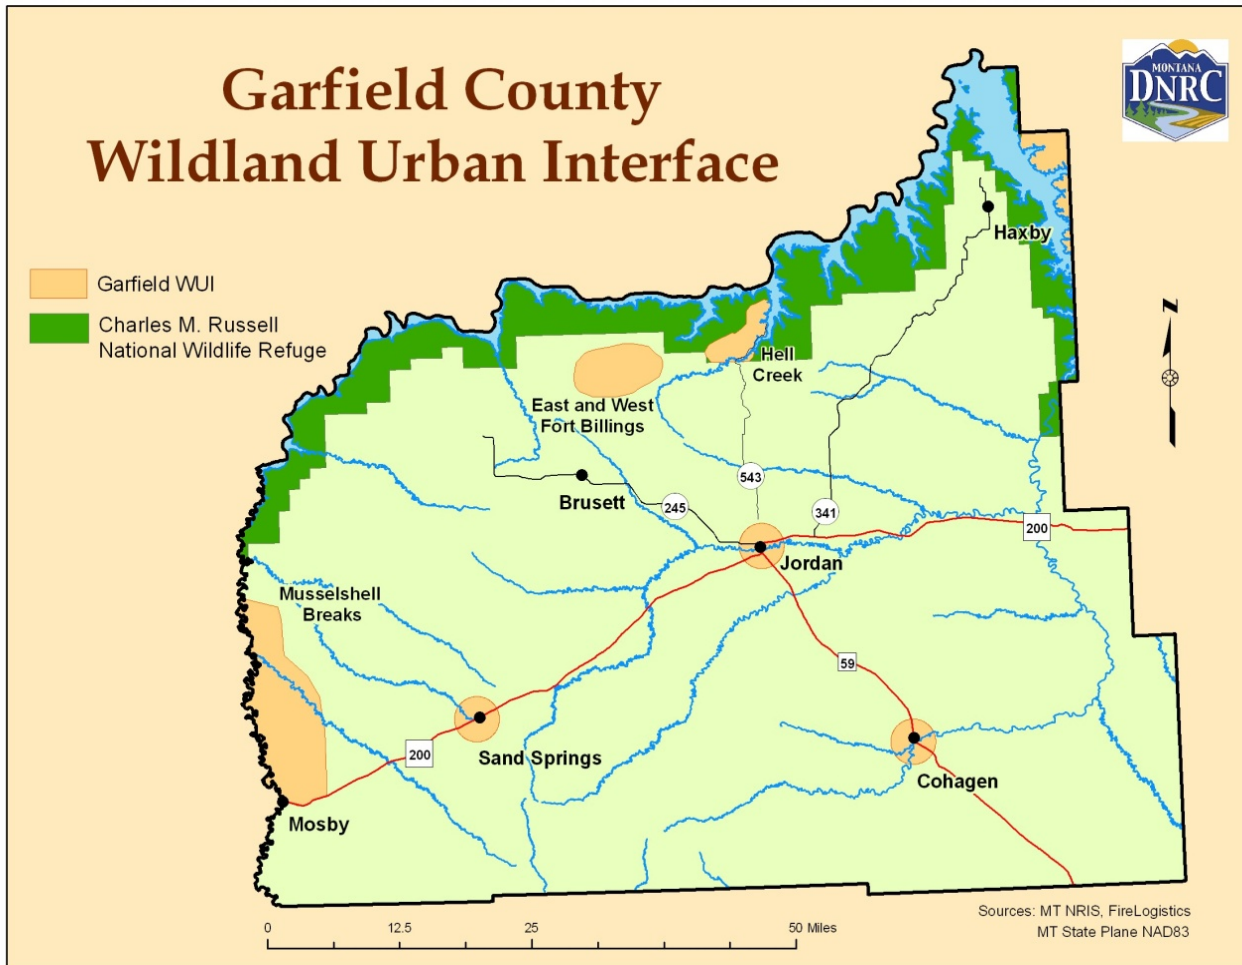 Garfield County
Wildland Urban Interface
MONTANA
DNRC
Garfield WUI
Charles M. Russell
National Wildlife Refuge
Haxby
N
Hell
Creek
East and West
Fort Billings
Brusett
543
245
341
200
Jordan
Musselshell
Breaks
59
Sand Springs
200
Cohagen
Mosby
0
12.5
25
50 Miles
Sources: MT NRIS, FireLogistics
MT State Plane NAD83